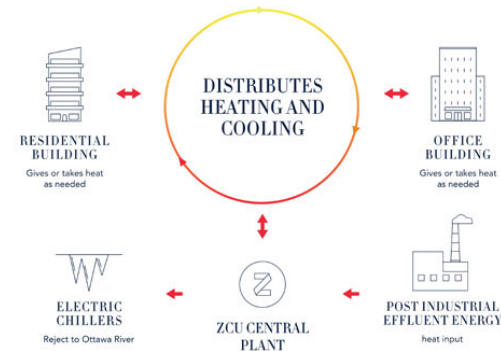 DISTRIBUTES
HEATING AND
COOLING
RESIDENTIAL
BUILDING
Gives or takes heat
as needed
OFFICE
BUILDING
Gives or takes heat
as needed
ELECTRIC
CHILLERS
Reject to Ottawa River
Z
ZCU CENTRAL
PLANT
POST INDUSTRIAL
EFFLUENT ENERGY
heat input